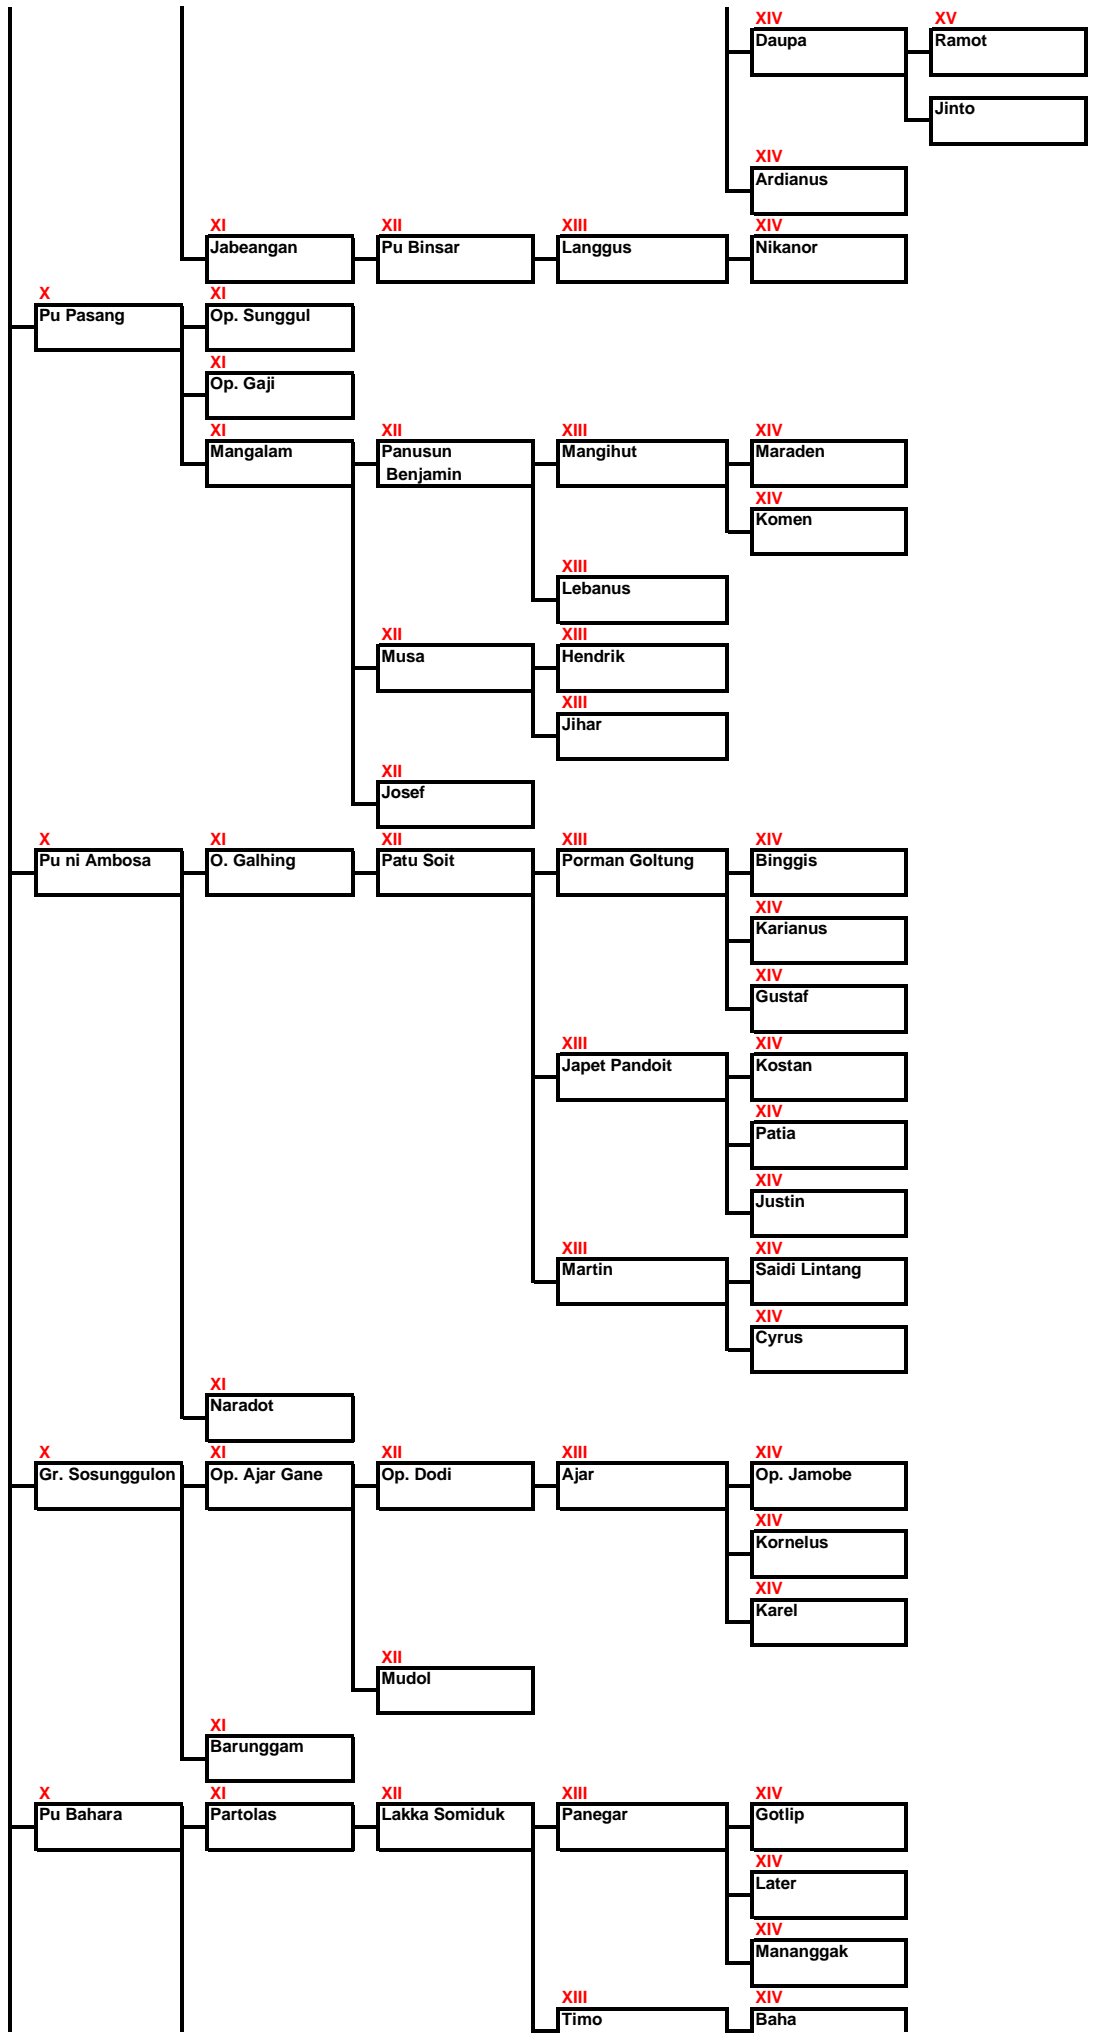 XIV XV
Daupa Ramot
Jinto
XIV
Ardianus
XI XII XIII XIV
Jabeangan Pu Binsar Langgus Nikanor
X XI
Pu Pasang Op. Sunggul
XI
Op. Gaji
XI XII XIII XIV
Mangalam Panusun Mangihut Maraden
Benjamin
XIV
Komen
XIII
Lebanus
XII XIII
Musa Hendrik
XIII
Jihar
XII
Josef
X XI XII XIII XIV
Pu ni Ambosa O. Galhing Patu Soit Porman Goltung Binggis
XIV
Karianus
XIV
Gustaf
XIII XIV
Japet Pandoit Kostan
XIV
Patia
XIV
Justin
XIII XIV
Martin Saidi Lintang
XIV
Cyrus
XI
Naradot
X XI XII XIII XIV
Gr. Sosunggulon Op. Ajar Gane Op. Dodi Ajar Op. Jamobe
XIV
Kornelus
XIV
Karel
XII
Mudol
XI
Barunggam
X XI XII XIII XIV
Pu Bahara Partolas Lakka Somiduk Panegar Gotlip
XIV
Later
XIV
Mananggak
XIII XIV
Timo Baha